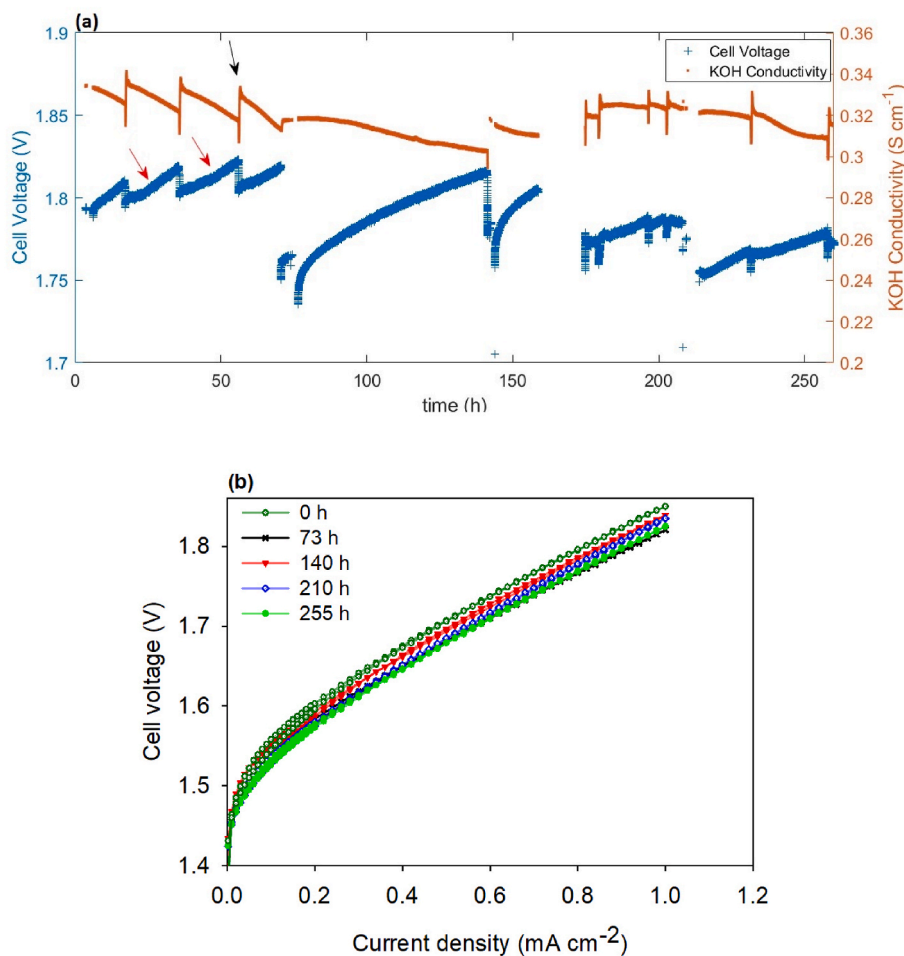 (a)
1.9
1.85
1.8
1.75
1.7
Cell Voltage (V)
Cell Voltage
KOH Conductivity
0.36
0.34
0.32
0.3
0.28
0.26
0.24
0.22
0.2
KOH Conductivity (S cm⁻¹)
0 50 100 150 200 250
time (h)
(b)
0 h
73 h
140 h
210 h
255 h
1.8
1.7
1.6
1.5
1.4
Cell voltage (V)
0.0 0.2 0.4 0.6 0.8 1.0 1.2
Current density (mA cm⁻²)